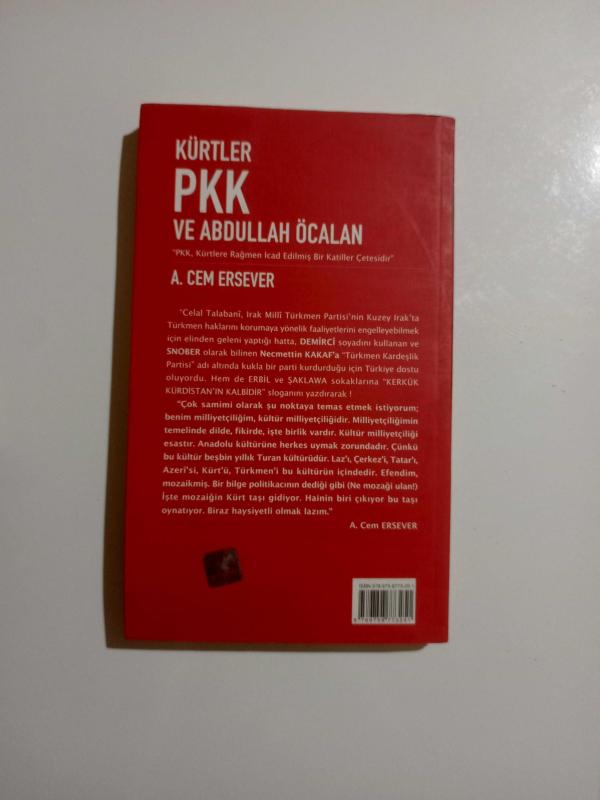 KÜRTLER
PKK
VE ABDULLAH ÖCALAN
"PKK, Kürtlere Rağmen İcad Edilmiş Bir Katiller Çetesidir"
A. CEM ERSEVER
"Celal Talabani, Irak Millî Türkmen Partisi'nin Kuzey Irak'ta
Türkmen haklarını korumaya yönelik faaliyetlerini engelleyebilmek
için elinden geleni yaptığı hatta, DEMİRCİ soyadını kullanan ve
SNOBER olarak bilinen Necmettin KAKAF'a "Türkmen Kardeşlik
Partisi" adı altında kukla bir parti kurdurduğu için Türkiye dostu
oluyordu. Hem de ERBİL ve ŞAKLAWA sokaklarına "KERKÜK
KÜRDİSTAN'IN KALBİDİR" sloganını yazdırarak !
"Çok samimi olarak şu noktaya temas etmek istiyorum;
benim milliyetçiliğim, kültür milliyetçiliğidir. Milliyetçiliğimin
temelinde dilde, fikirde, işte birlik vardır. Kültür milliyetçiliği
esastır. Anadolu kültürüne herkes uymak zorundadır. Çünkü
bu kültür beşbin yıllık Turan kültürüdür. Laz'ı, Çerkez'i, Tatar'ı,
Azerî'si, Kürt'ü, Türkmen'i bu kültürün içindedir. Efendim,
mozaikmiş. Bir bilge politikacının dediği gibi (Ne mozaği ulan!)
İşte mozaiğin Kürt taşı gidiyor. Hainin biri çıkıyor bu taşı
oynatıyor. Biraz haysiyetli olmak lazım."
A. Cem ERSEVER